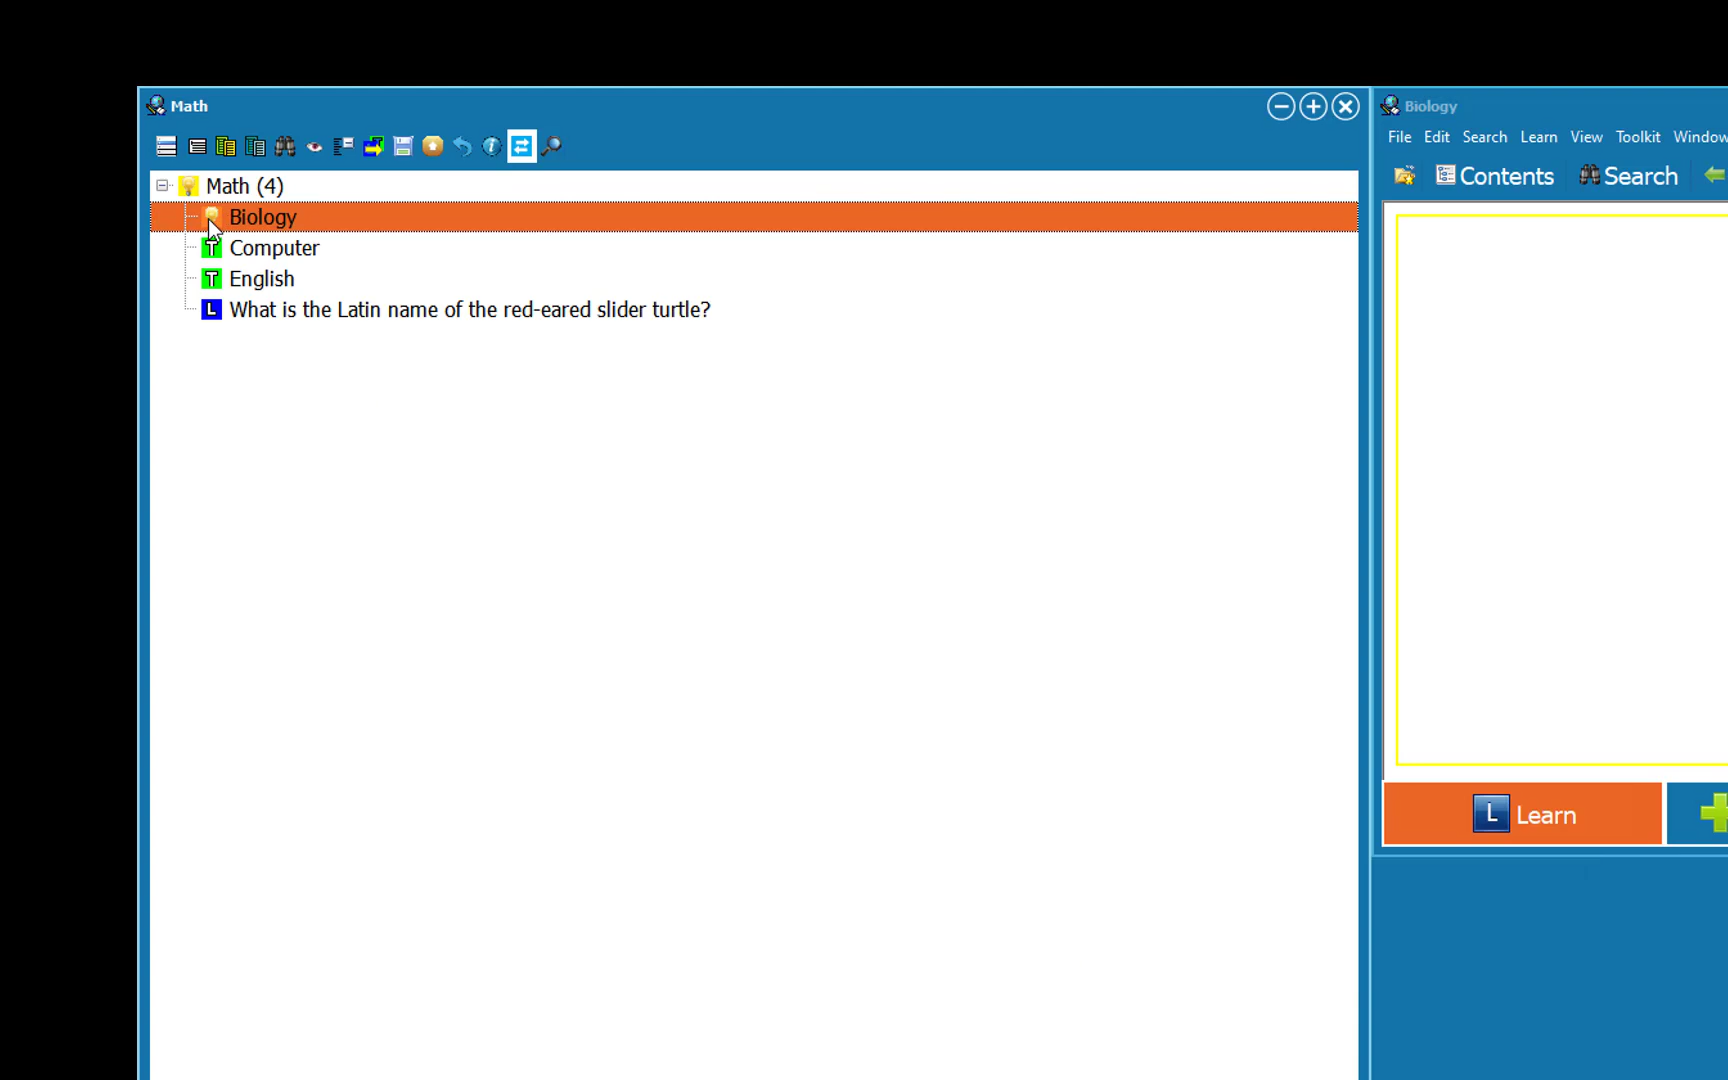 Math
Biology
File Edit Search Learn View Toolkit Window
Contents Search
Math (4)
Biology
T Computer
T English
L What is the Latin name of the red-eared slider turtle?
L Learn